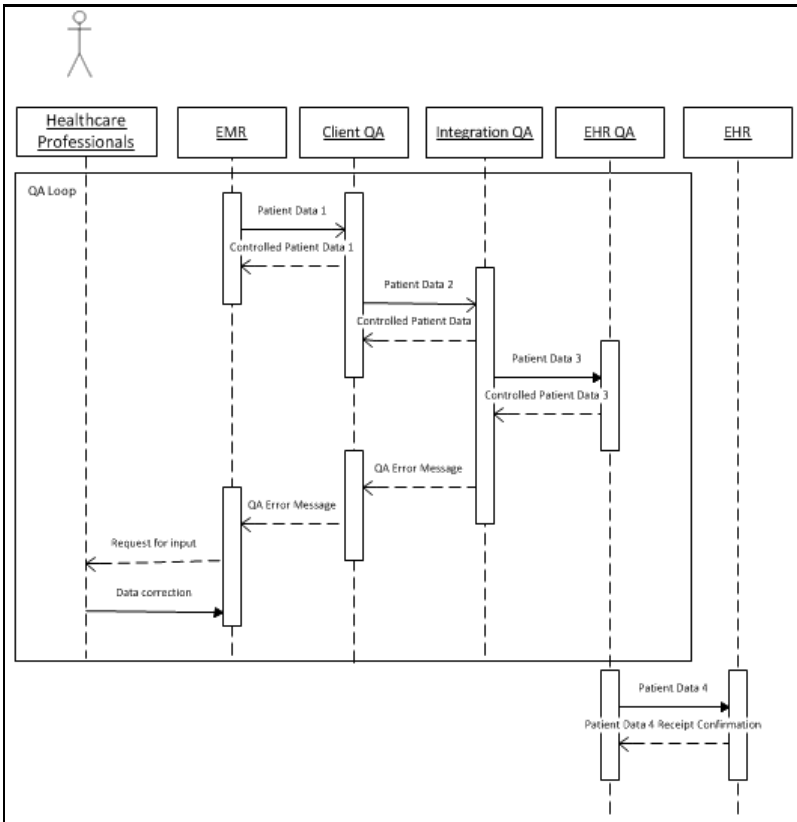 Healthcare
Professionals
EMR
Client QA
Integration QA
EHR QA
EHR
QA Loop
Patient Data 1
Controlled Patient Data 1
Patient Data 2
Controlled Patient Data
Patient Data 3
Controlled Patient Data 3
QA Error Message
QA Error Message
Request for input
Data correction
Patient Data 4
Patient Data 4 Receipt Confirmation